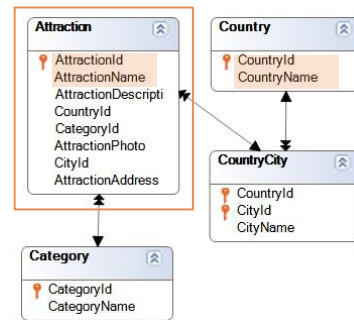 Attraction
AttractionId
AttractionName
AttractionDescripti
CountryId
CategoryId
AttractionPhoto
CityId
AttractionAddress
Country
CountryId
CountryName
CountryCity
CountryId
CityId
CityName
Category
CategoryId
CategoryName